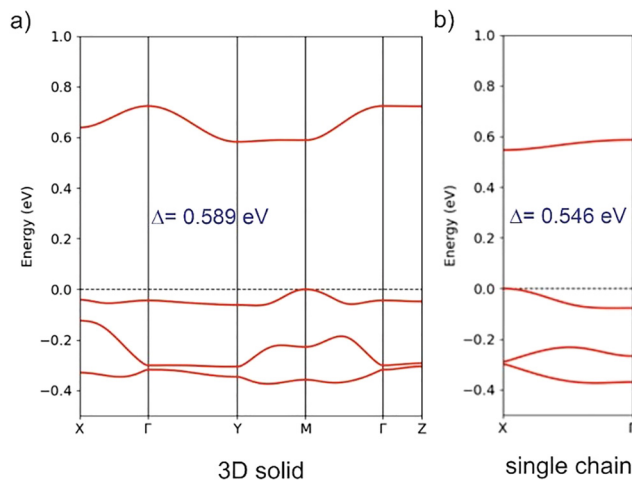 a)
1.0
0.8
0.6
0.4
0.2
0.0
−0.2
−0.4
Energy (eV)
Δ= 0.589 eV
X Γ Y M Γ Z
3D solid
b)
1.0
0.8
0.6
0.4
0.2
0.0
−0.2
−0.4
Energy (eV)
Δ= 0.546 eV
X Γ
single chain